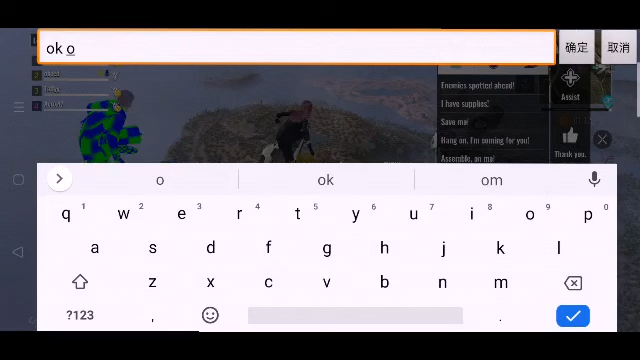 ok o
确定
取消
Enemies spotted ahead!
I have supplies!
Save me!
Hang on, I'm coming for you!
Assemble, on me!
Assist
Thank you.
o ok om
q 1 w 2 e 3 r 4 t 5 y 6 u 7 i 8 o 9 p 0
a s d f g h j k l
z x c v b n m
?123 , .